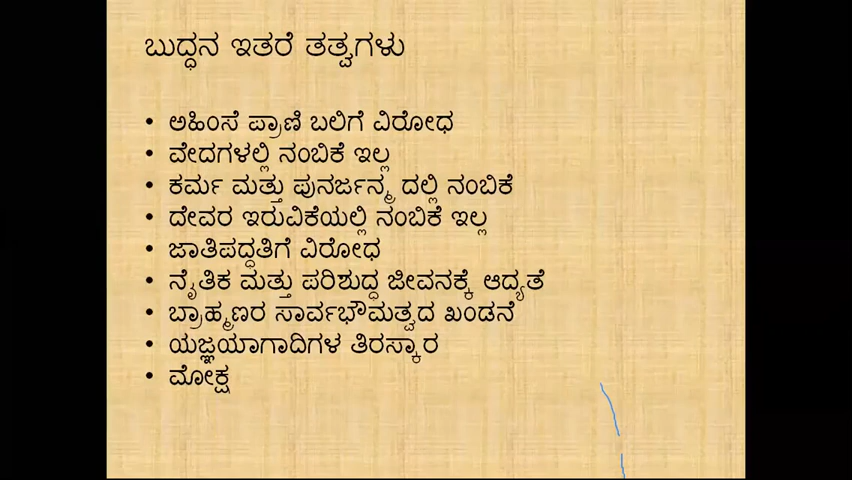 ಬುದ್ಧನ ಇತರೆ ತತ್ವಗಳು
• ಅಹಿಂಸೆ ಪ್ರಾಣಿ ಬಲಿಗೆ ವಿರೋಧ
• ವೇದಗಳಲ್ಲಿ ನಂಬಿಕೆ ಇಲ್ಲ
• ಕರ್ಮ ಮತ್ತು ಪುನರ್ಜನ್ಮ ದಲ್ಲಿ ನಂಬಿಕೆ
• ದೇವರ ಇರುವಿಕೆಯಲ್ಲಿ ನಂಬಿಕೆ ಇಲ್ಲ
• ಜಾತಿಪದ್ಧತಿಗೆ ವಿರೋಧ
• ನೈತಿಕ ಮತ್ತು ಪರಿಶುದ್ಧ ಜೀವನಕ್ಕೆ ಆದ್ಯತೆ
• ಬ್ರಾಹ್ಮಣರ ಸಾರ್ವಭೌಮತ್ವದ ಖಂಡನೆ
• ಯಜ್ಞಯಾಗಾದಿಗಳ ತಿರಸ್ಕಾರ
• ಮೋಕ್ಷ